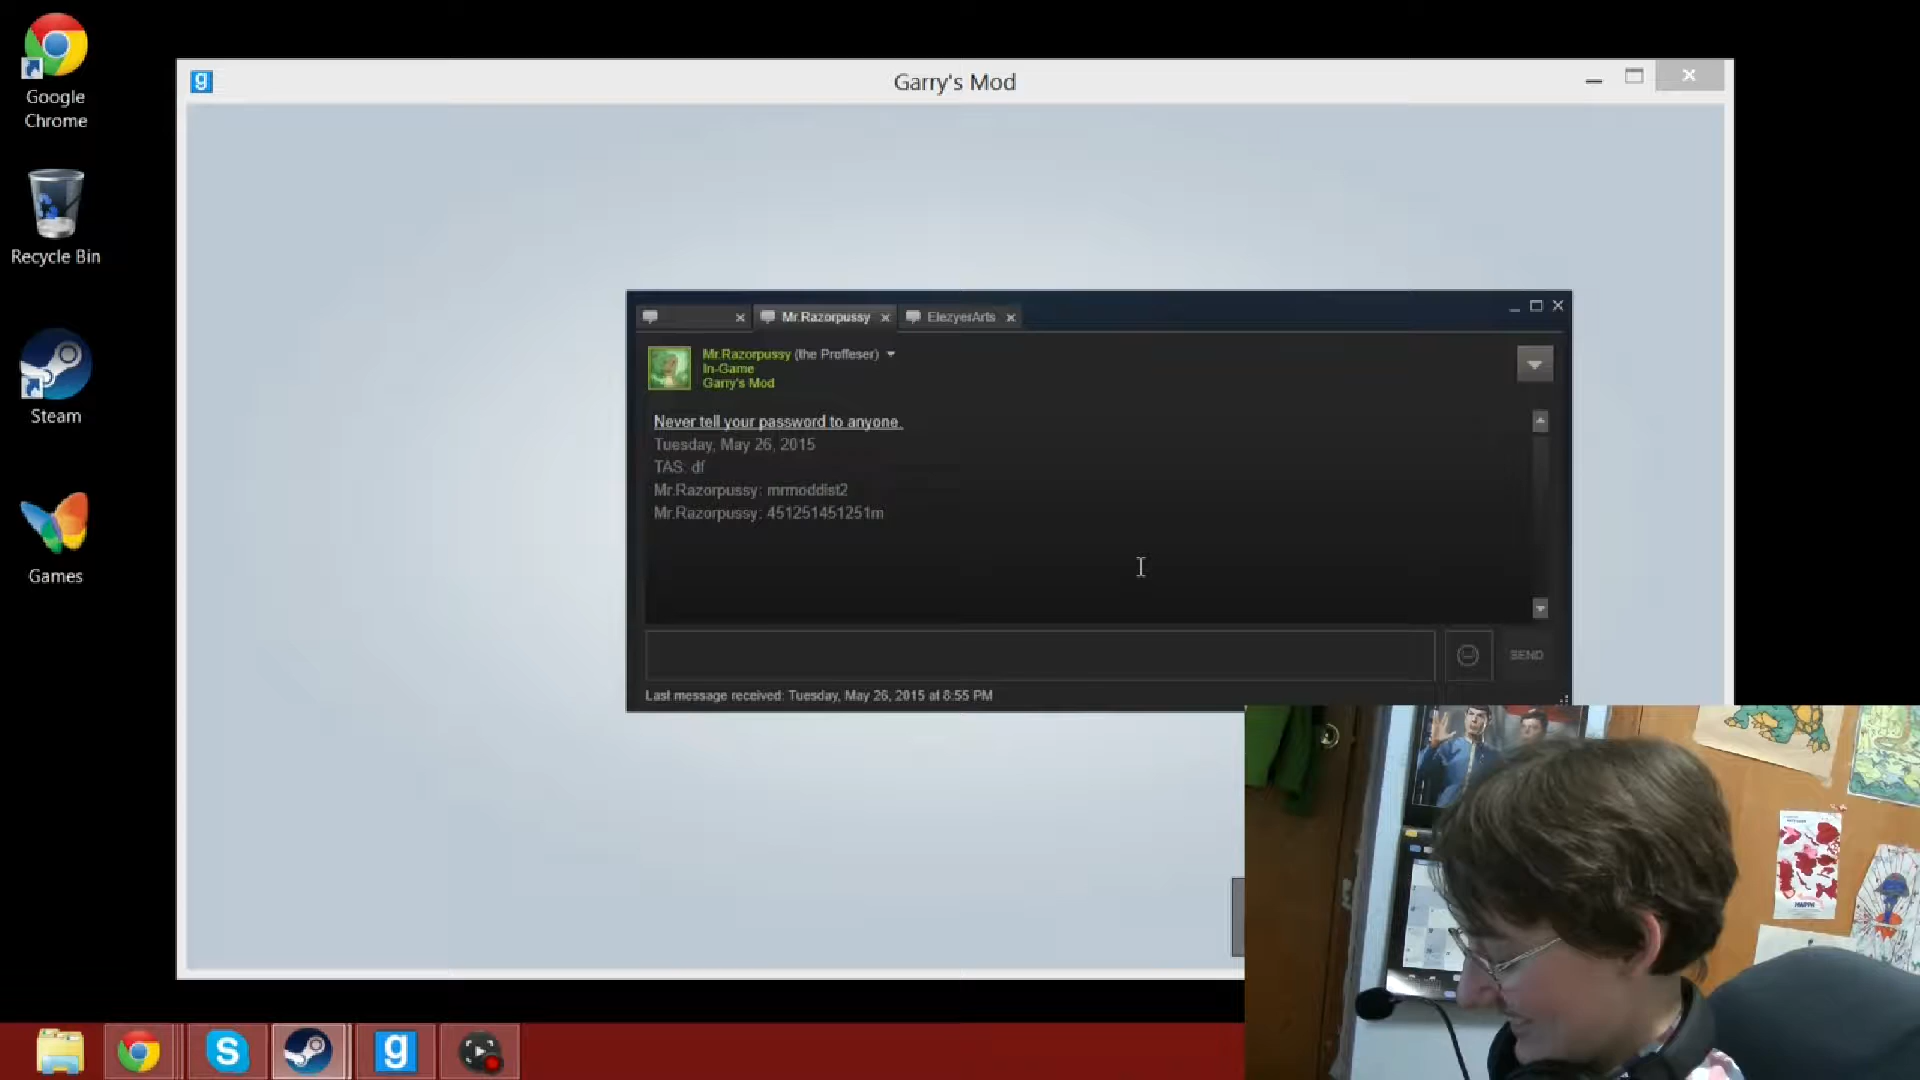 Google
Chrome
Recycle Bin
Steam
Games
g
Garry's Mod
Mr.Razorpussy
ElezyerArts
Mr.Razorpussy (the Proffeser)
In-Game
Garry's Mod
Never tell your password to anyone.
Tuesday, May 26, 2015
TAS: df
Mr.Razorpussy: mrmoddist2
Mr.Razorpussy: 451251451251m
SEND
Last message received: Tuesday, May 26, 2015 at 8:55 PM
S
g